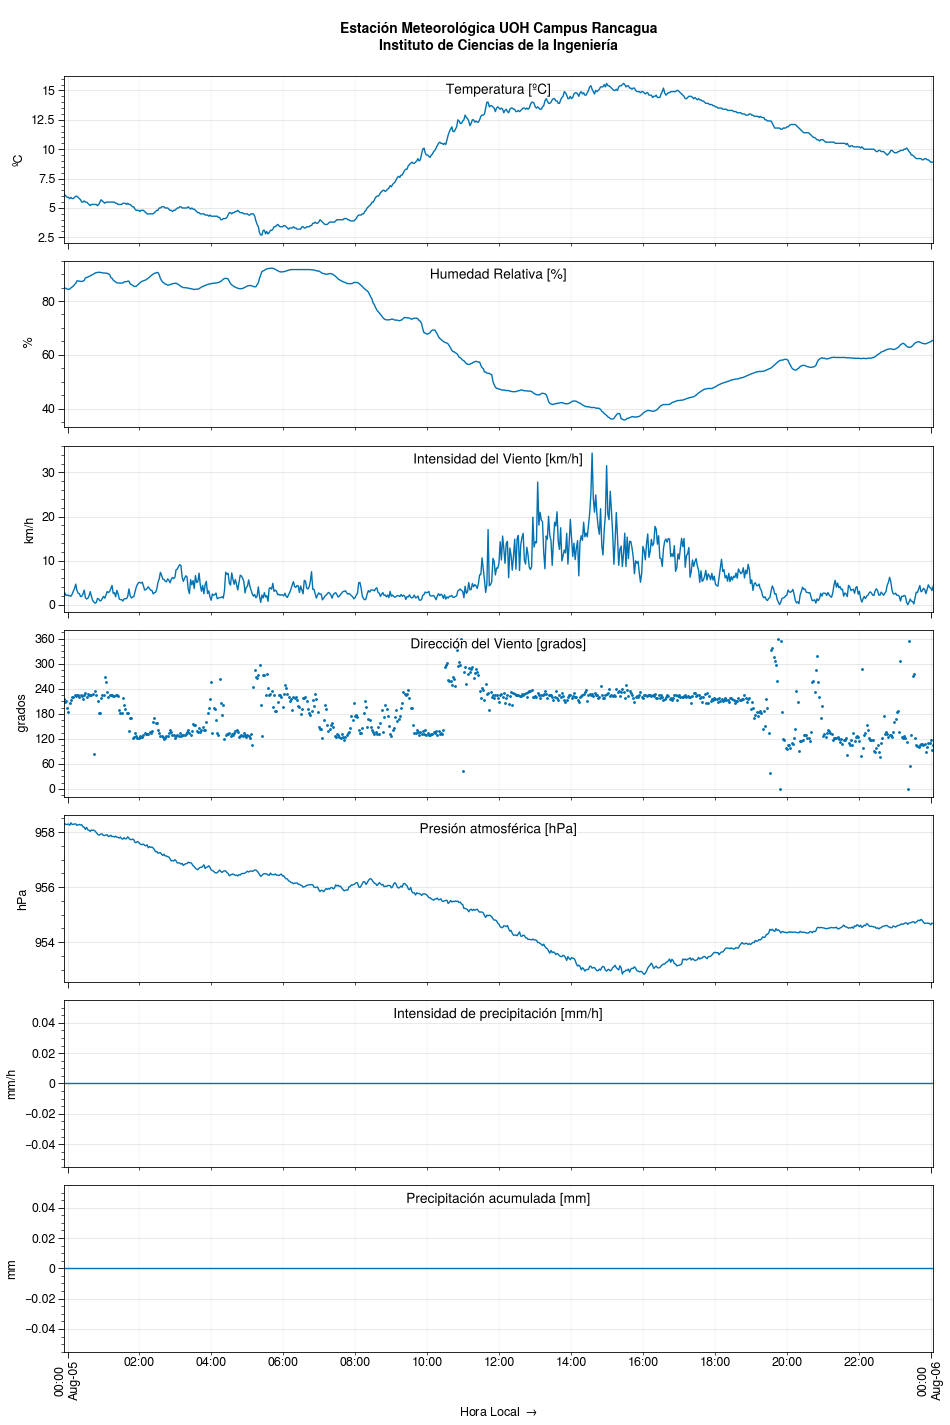 Estación Meteorológica UOH Campus Rancagua
Instituto de Ciencias de la Ingeniería
Temperatura [ºC]
ºC
15
12.5
10
7.5
5
2.5
Humedad Relativa [%]
%
80
60
40
Intensidad del Viento [km/h]
km/h
30
20
10
0
Dirección del Viento [grados]
grados
360
300
240
180
120
60
0
Presión atmosférica [hPa]
hPa
958
956
954
Intensidad de precipitación [mm/h]
mm/h
0.04
0.02
0
−0.02
−0.04
Precipitación acumulada [mm]
mm
0.04
0.02
0
−0.02
−0.04
00:00
Aug-05
02:00
04:00
06:00
08:00
10:00
12:00
14:00
16:00
18:00
20:00
22:00
00:00
Aug-06
Hora Local →